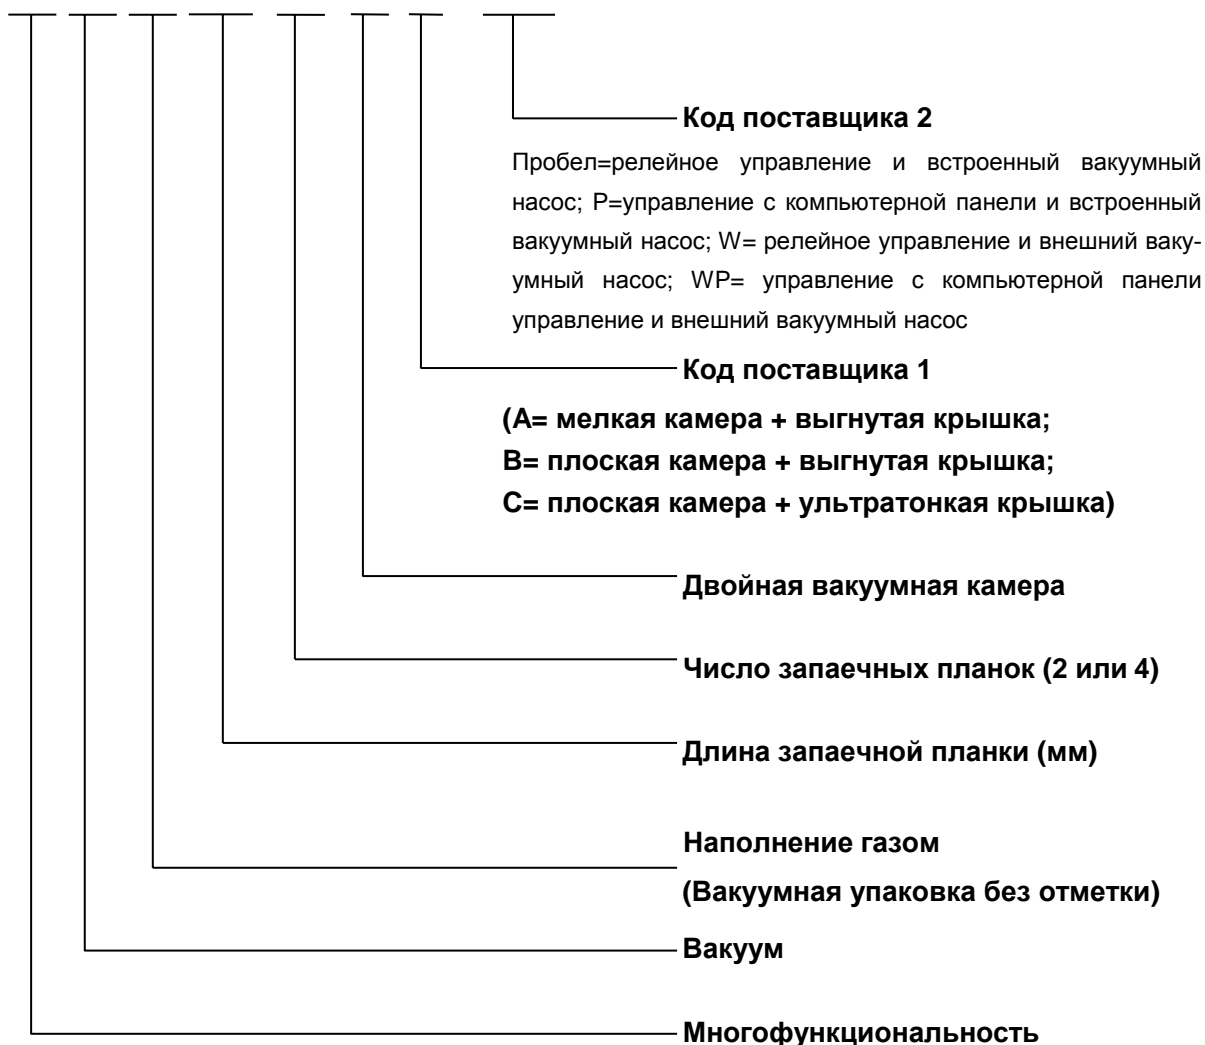 Код поставщика 2
Пробел=релейное управление и встроенный вакуумный
насос; P=управление с компьютерной панели и встроенный
вакуумный насос; W= релейное управление и внешний ваку-
умный насос; WP= управление с компьютерной панели
управление и внешний вакуумный насос
Код поставщика 1
(A= мелкая камера + выгнутая крышка;
B= плоская камера + выгнутая крышка;
C= плоская камера + ультратонкая крышка)
Двойная вакуумная камера
Число запаечных планок (2 или 4)
Длина запаечной планки (мм)
Наполнение газом
(Вакуумная упаковка без отметки)
Вакуум
Многофункциональность